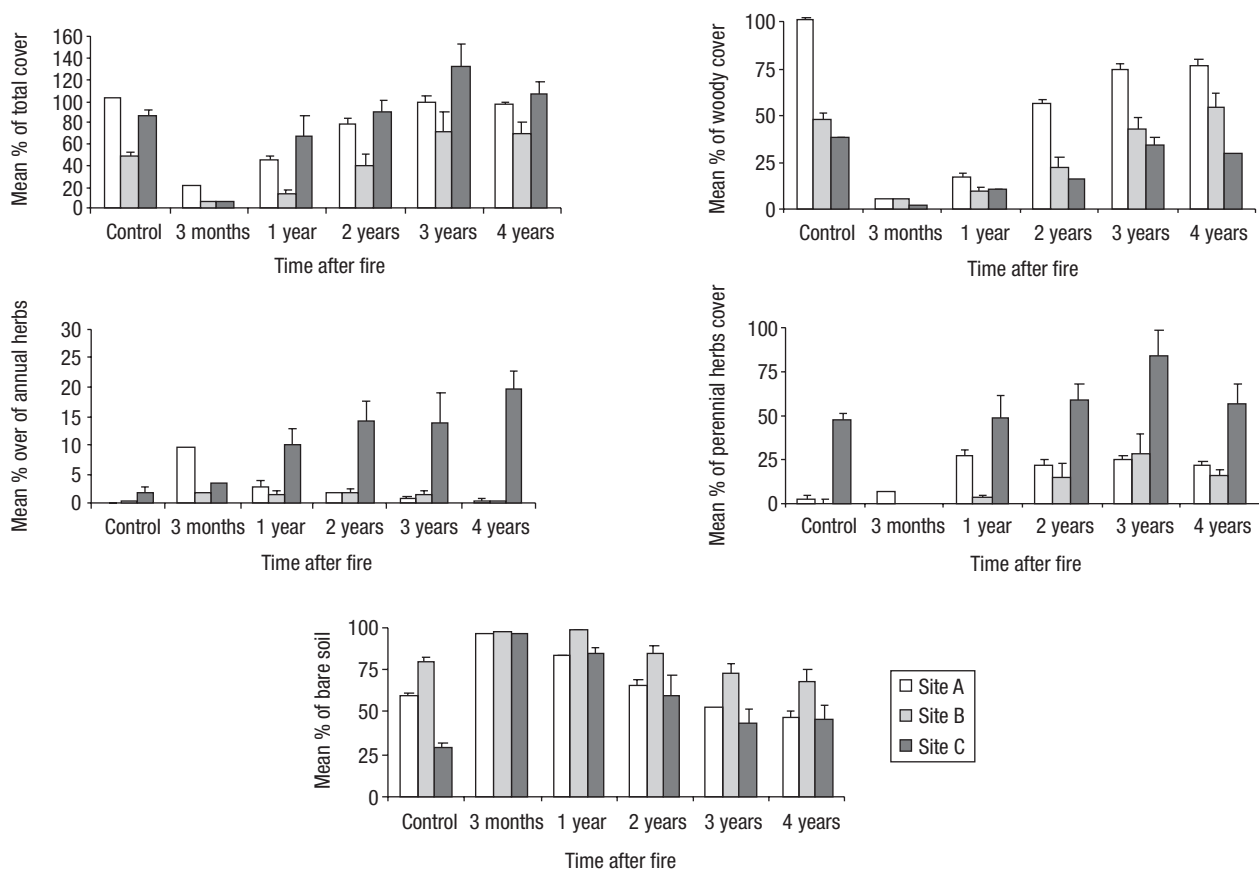 Mean % of total cover
160
140
120
100
80
60
40
20
0
Control 3 months 1 year 2 years 3 years 4 years
Time after fire
Mean % of woody cover
100
75
50
25
0
Control 3 months 1 year 2 years 3 years 4 years
Time after fire
Mean % over of annual herbs
30
25
20
15
10
5
0
Control 3 months 1 year 2 years 3 years 4 years
Time after fire
Mean % of perennial herbs cover
100
75
50
25
0
Control 3 months 1 year 2 years 3 years 4 years
Time after fire
Mean % of bare soil
100
75
50
25
0
Control 3 months 1 year 2 years 3 years 4 years
Time after fire
Site A
Site B
Site C